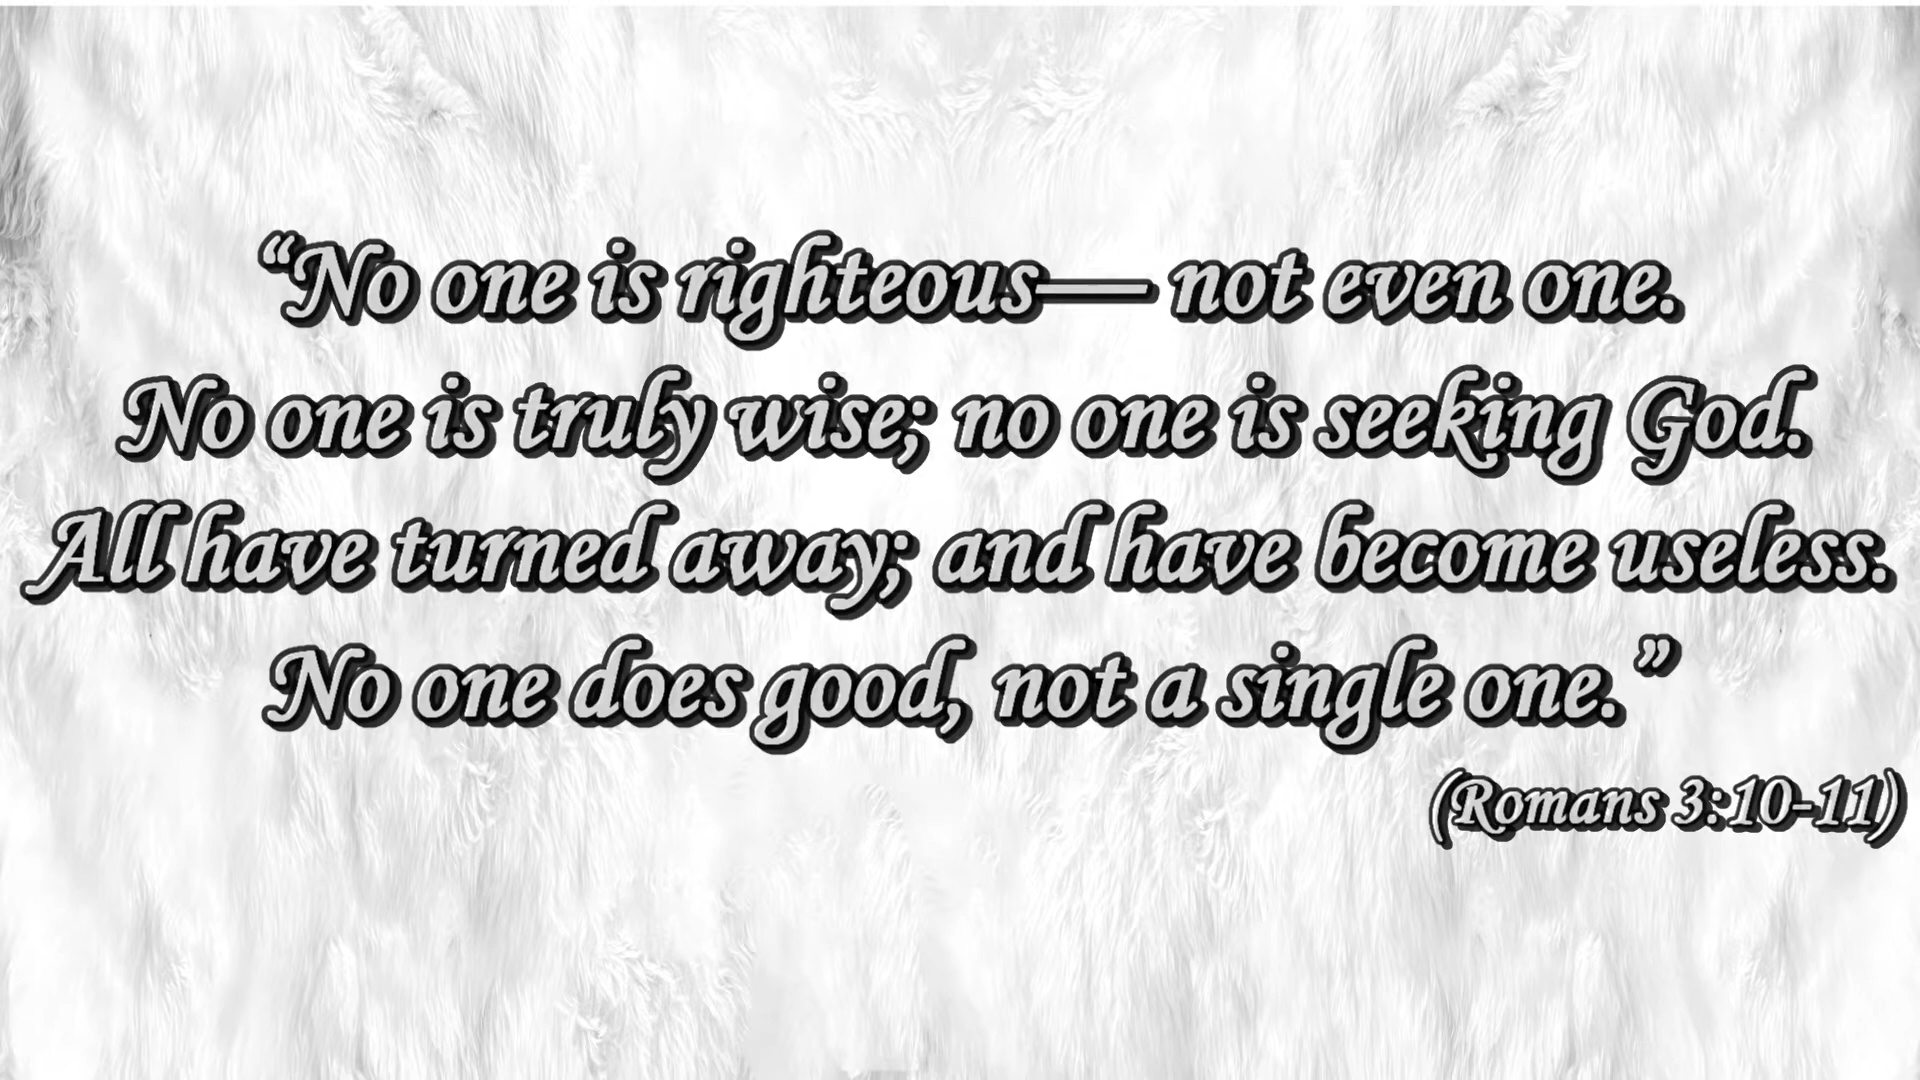 “No one is righteous— not even one.
No one is truly wise; no one is seeking God.
All have turned away; and have become useless.
No one does good, not a single one.”
(Romans 3:10-11)